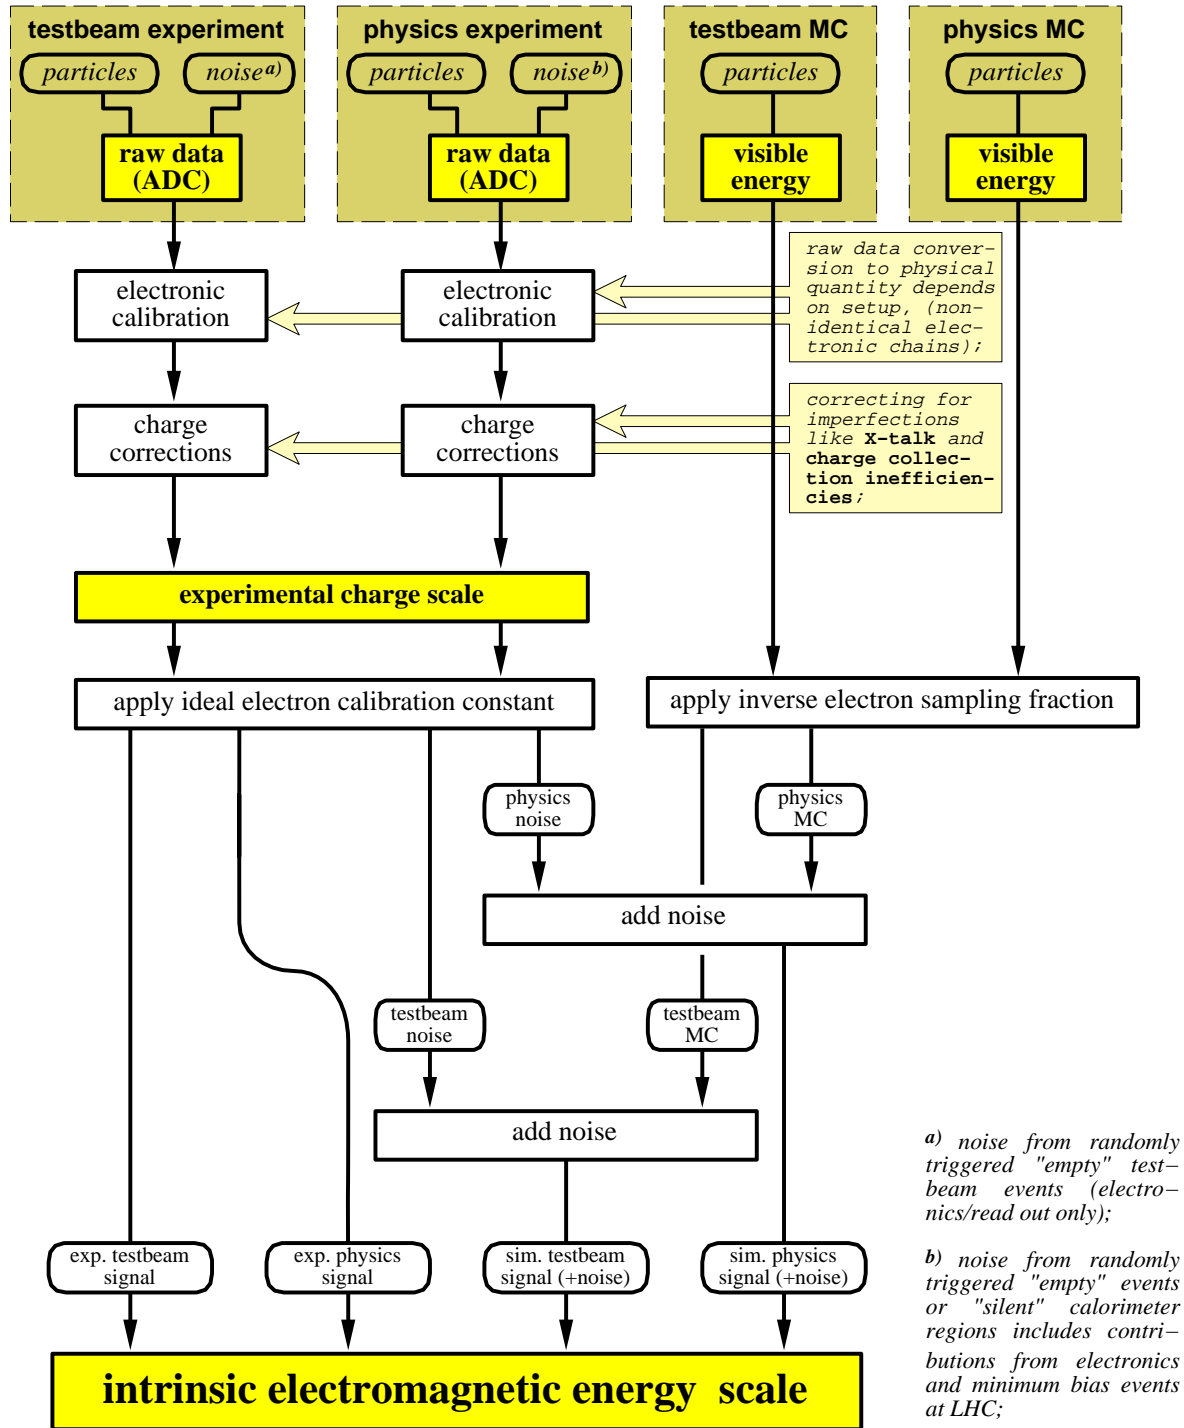 testbeam experiment
physics experiment
testbeam MC
physics MC
particles
noise a)
particles
noise b)
particles
particles
raw data
(ADC)
raw data
(ADC)
visible
energy
visible
energy
raw data conver-
sion to physical
quantity depends
on setup, (non-
identical elec-
tronic chains);
electronic
calibration
electronic
calibration
correcting for
imperfections
like X-talk and
charge collec-
tion inefficien-
cies;
charge
corrections
charge
corrections
experimental charge scale
apply ideal electron calibration constant
apply inverse electron sampling fraction
physics
noise
physics
MC
add noise
testbeam
noise
testbeam
MC
add noise
exp. testbeam
signal
exp. physics
signal
sim. testbeam
signal (+noise)
sim. physics
signal (+noise)
intrinsic electromagnetic energy scale
a) noise from randomly
triggered "empty" test–
beam events (electro–
nics/read out only);
b) noise from randomly
triggered "empty" events
or "silent" calorimeter
regions includes contri–
butions from electronics
and minimum bias events
at LHC;